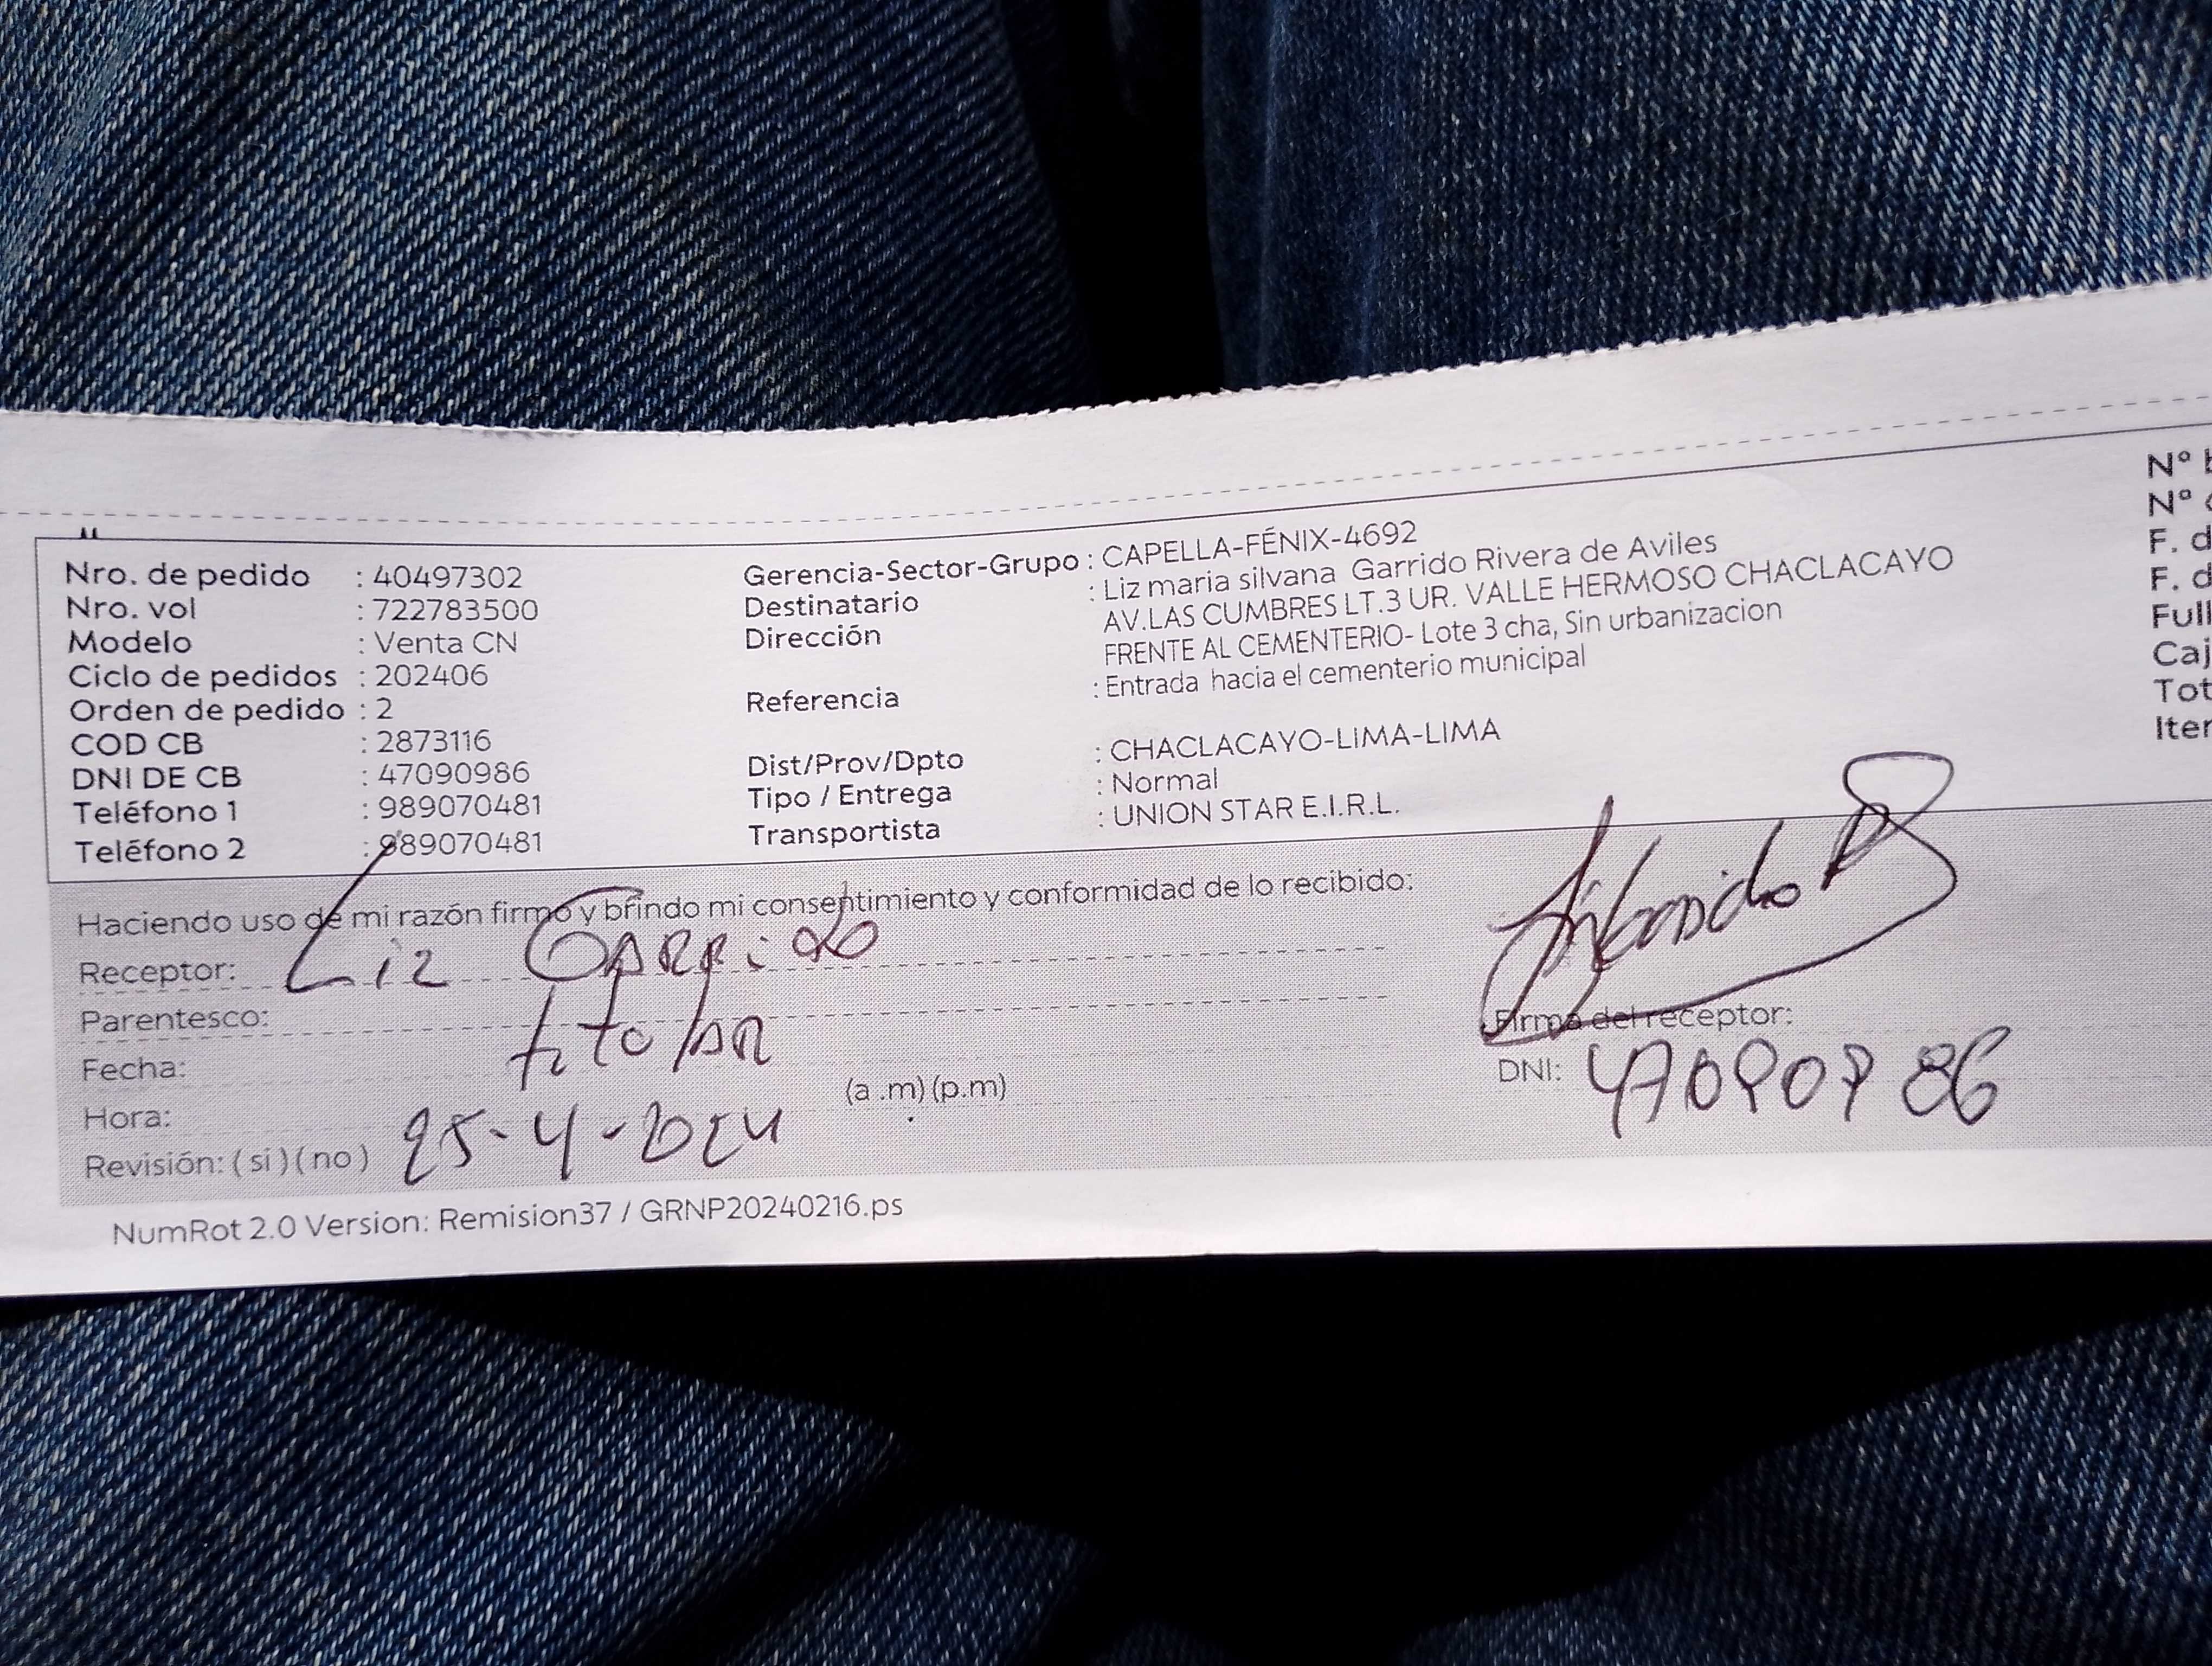 Nro. de pedido : 40497302
Nro. vol : 722783500
Modelo : Venta CN
Ciclo de pedidos : 202406
Orden de pedido : 2
COD CB : 2873116
DNI DE CB : 47090986
Teléfono 1 : 989070481
Teléfono 2 : 989070481
Gerencia-Sector-Grupo : CAPELLA-FÉNIX-4692
Destinatario : Liz maria silvana Garrido Rivera de Aviles
Dirección AV.LAS CUMBRES LT.3 UR. VALLE HERMOSO CHACLACAYO
FRENTE AL CEMENTERIO- Lote 3 cha, Sin urbanizacion
Referencia : Entrada hacia el cementerio municipal
Dist/Prov/Dpto : CHACLACAYO-LIMA-LIMA
Tipo / Entrega : Normal
Transportista : UNION STAR E.I.R.L.
N°
N°
F. d
F. d
Full
Caj
Tot
Iter
Haciendo uso de mi razón firmo y brindo mi consentimiento y conformidad de lo recibido:
Receptor: Liz Garrido
Parentesco: titular
Fecha:
Hora: (a .m) (p.m)
Revisión: ( si ) ( no ) 25-4-2024
Firma del receptor:
DNI: 47090986
NumRot 2.0 Version: Remision37 / GRNP20240216.ps